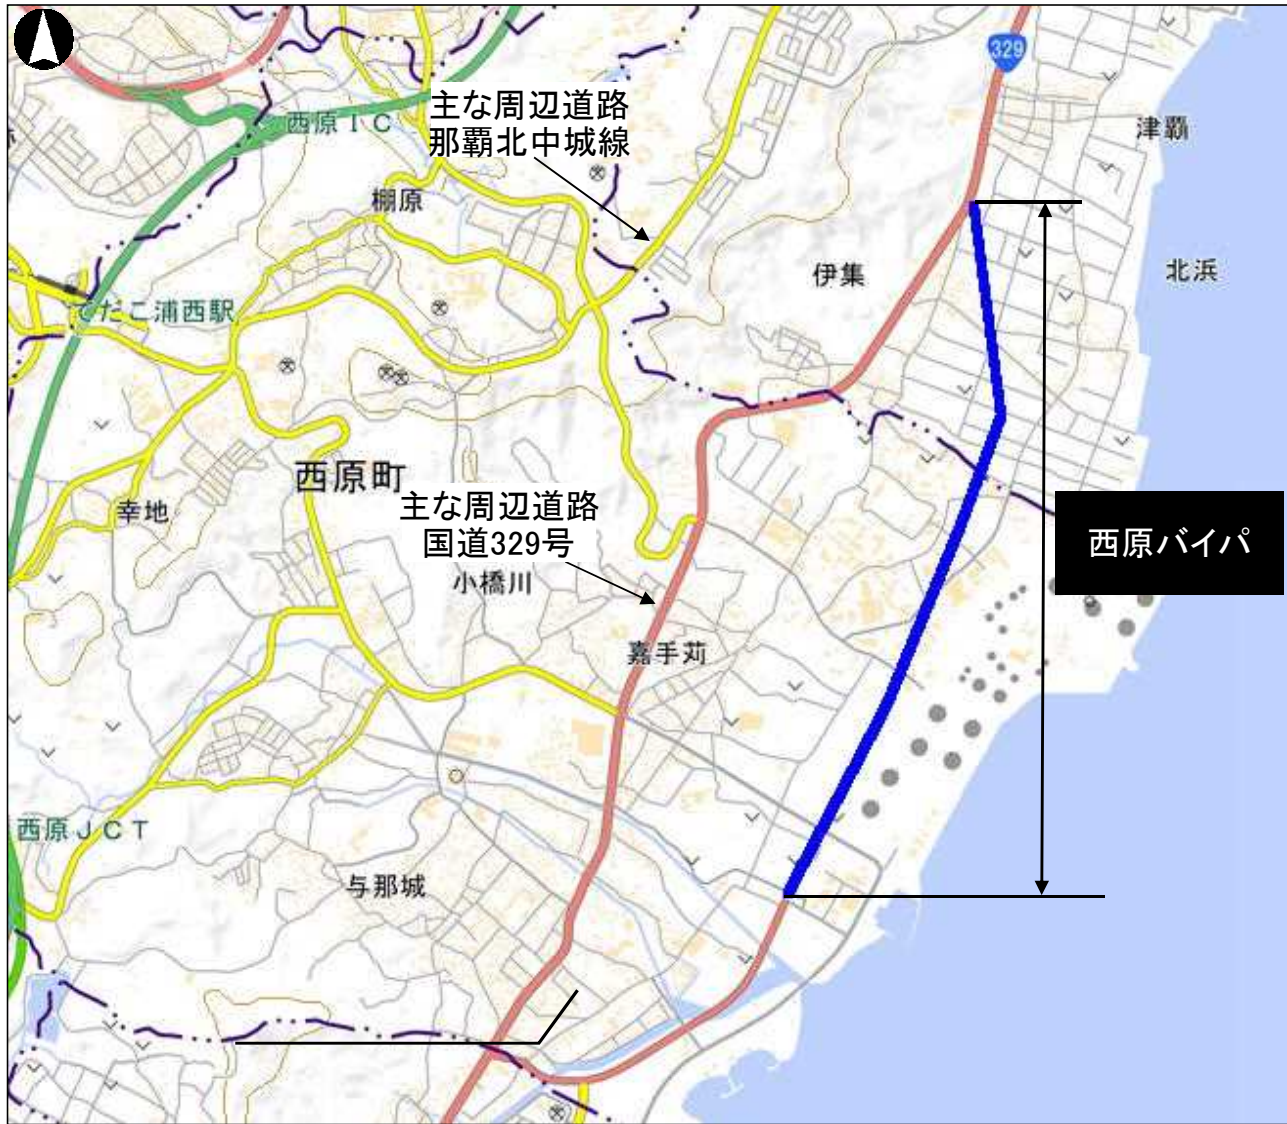 329
津覇
西原IC
主な周辺道路
那覇北中城線
棚原
伊集
北浜
てだこ浦西駅
西原町
幸地
主な周辺道路
国道329号
小橋川
西原バイパ
嘉手苅
西原JCT
与那城